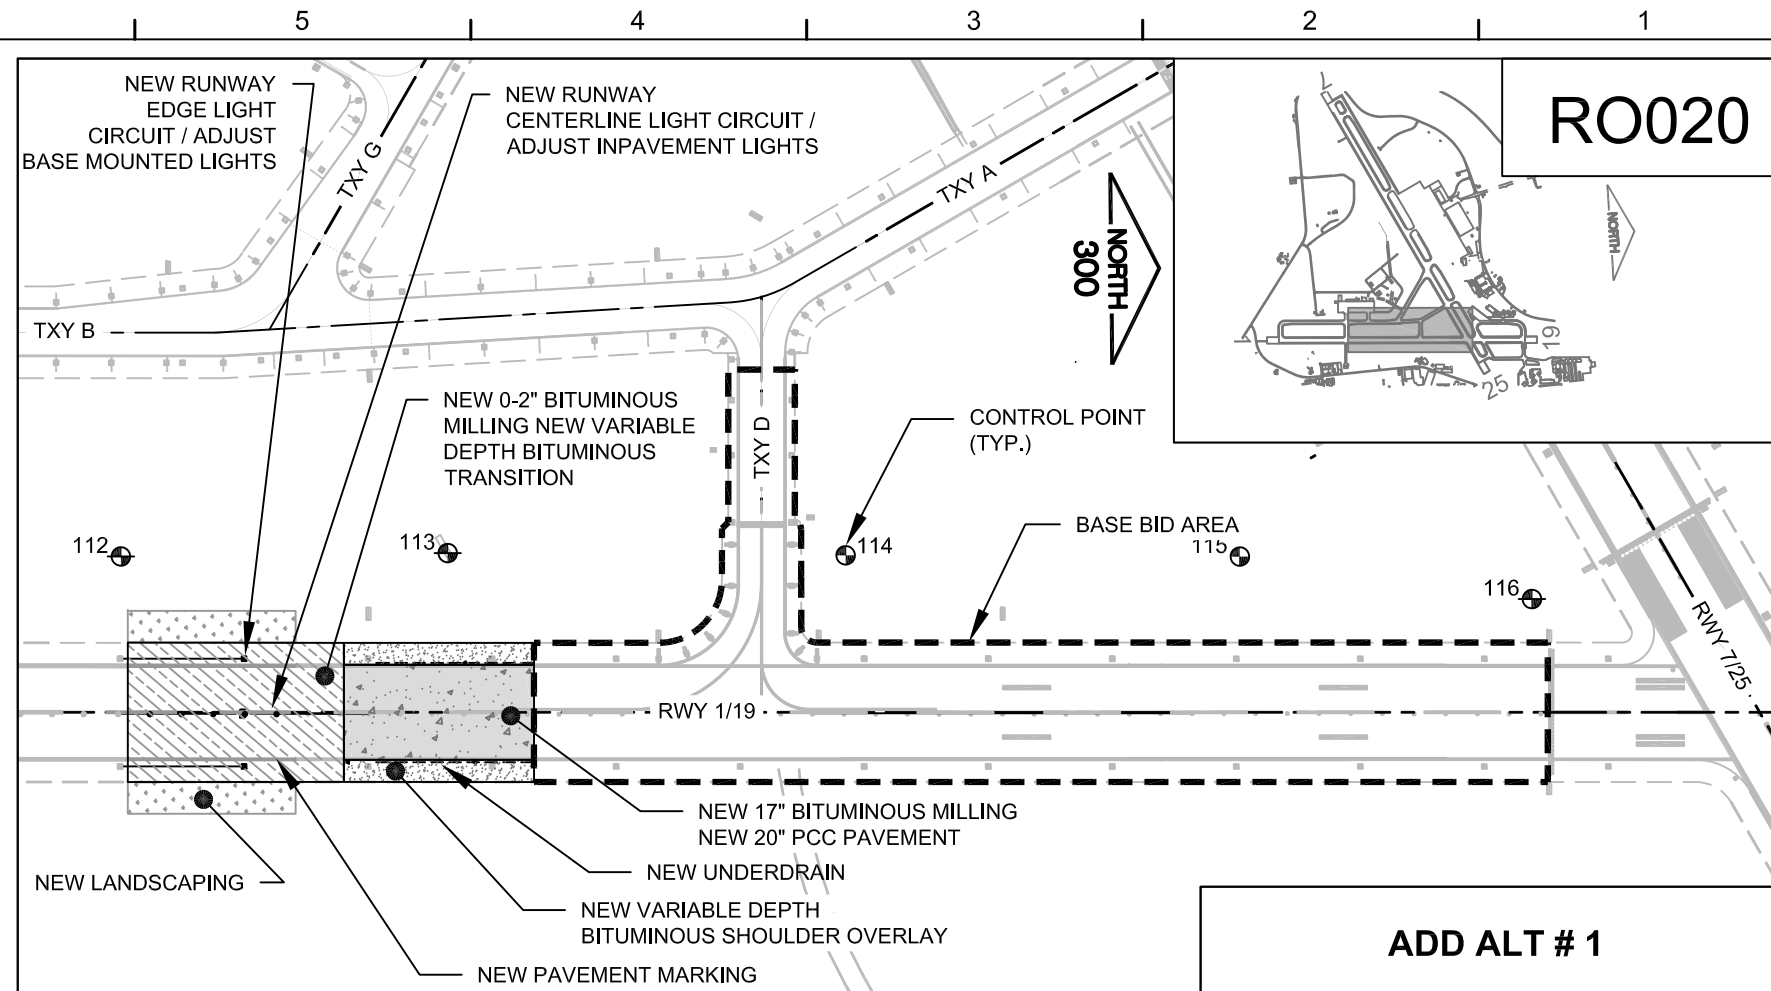 5
4
3
2
1
NEW RUNWAY
EDGE LIGHT
CIRCUIT / ADJUST
BASE MOUNTED LIGHTS
NEW RUNWAY
CENTERLINE LIGHT CIRCUIT /
ADJUST INPAVEMENT LIGHTS
RO020
TXY G
TXY A
NORTH
300
NORTH
19
25
TXY B
NEW 0-2" BITUMINOUS
MILLING NEW VARIABLE
DEPTH BITUMINOUS
TRANSITION
TXY D
CONTROL POINT
(TYP.)
BASE BID AREA
112
113
114
115
116
RWY 7/25
RWY 1/19
NEW 17" BITUMINOUS MILLING
NEW 20" PCC PAVEMENT
NEW UNDERDRAIN
NEW LANDSCAPING
NEW VARIABLE DEPTH
BITUMINOUS SHOULDER OVERLAY
NEW PAVEMENT MARKING
ADD ALT # 1